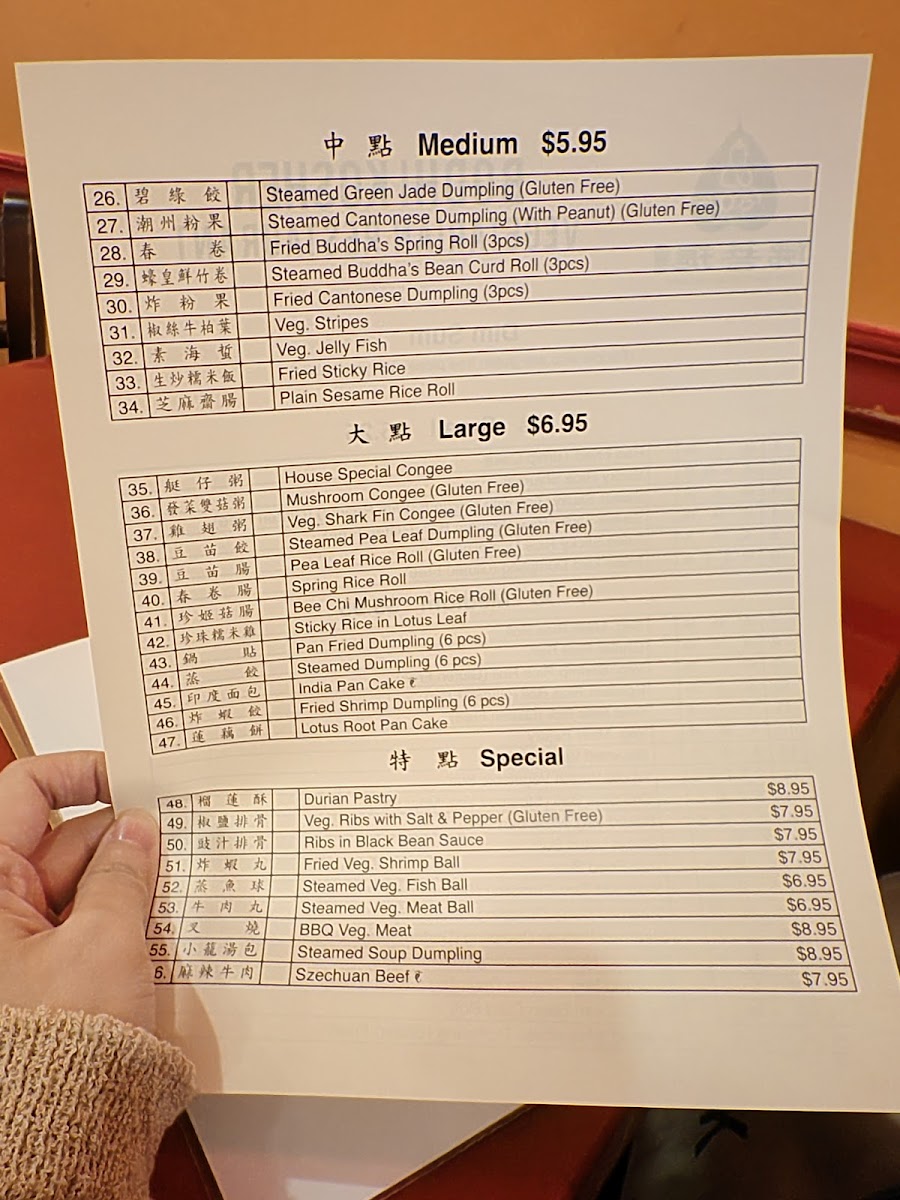 中點 Medium $5.95
26. 碧綠餃 Steamed Green Jade Dumpling (Gluten Free)
27. 潮州粉果 Steamed Cantonese Dumpling (With Peanut) (Gluten Free)
28. 春卷 Fried Buddha's Spring Roll (3pcs)
29. 蠔皇鮮竹卷 Steamed Buddha's Bean Curd Roll (3pcs)
30. 炸粉果 Fried Cantonese Dumpling (3pcs)
31. 椒絲牛柏葉 Veg. Stripes
32. 素海蜇 Veg. Jelly Fish
33. 生炒糯米飯 Fried Sticky Rice
34. 芝麻齋腸 Plain Sesame Rice Roll
大點 Large $6.95
35. 艇仔粥 House Special Congee
36. 發菜雙菇粥 Mushroom Congee (Gluten Free)
37. 雞翅粥 Veg. Shark Fin Congee (Gluten Free)
38. 豆苗餃 Steamed Pea Leaf Dumpling (Gluten Free)
39. 豆苗腸 Pea Leaf Rice Roll (Gluten Free)
40. 春卷腸 Spring Rice Roll
41. 珍姬菇腸 Bee Chi Mushroom Rice Roll (Gluten Free)
42. 珍珠糯米雞 Sticky Rice in Lotus Leaf
43. 鍋貼 Pan Fried Dumpling (6 pcs)
44. 蒸餃 Steamed Dumpling (6 pcs)
45. 印度面包 India Pan Cake
46. 炸蝦餃 Fried Shrimp Dumpling (6 pcs)
47. 蓮藕餅 Lotus Root Pan Cake
特點 Special
48. 榴蓮酥 Durian Pastry $8.95
49. 椒鹽排骨 Veg. Ribs with Salt & Pepper (Gluten Free) $7.95
50. 豉汁排骨 Ribs in Black Bean Sauce $7.95
51. 炸蝦丸 Fried Veg. Shrimp Ball $7.95
52. 蒸魚球 Steamed Veg. Fish Ball $6.95
53. 牛肉丸 Steamed Veg. Meat Ball $6.95
54. 叉燒 BBQ Veg. Meat $8.95
55. 小籠湯包 Steamed Soup Dumpling $8.95
6. 麻辣牛肉 Szechuan Beef $7.95